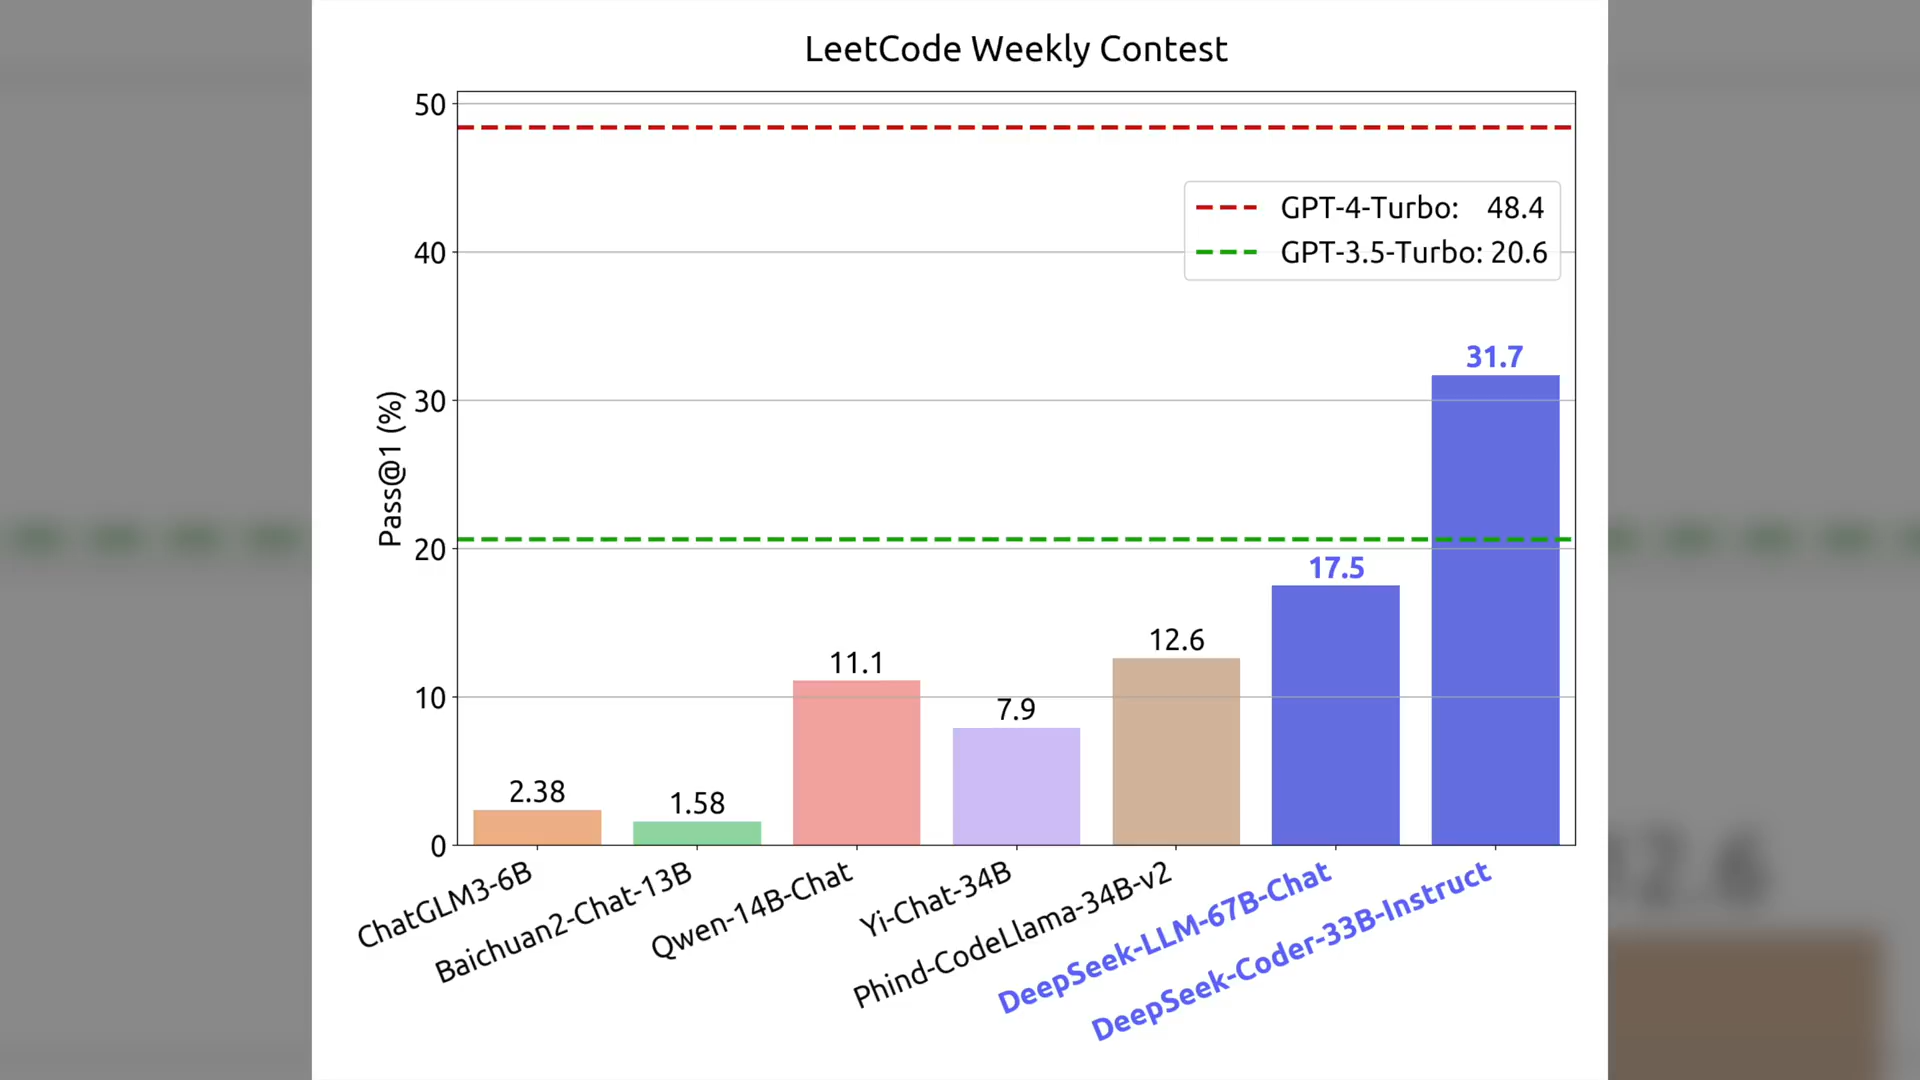 LeetCode Weekly Contest
Pass@1 (%)
50
40
30
20
10
0
GPT-4-Turbo: 48.4
GPT-3.5-Turbo: 20.6
2.38
1.58
11.1
7.9
12.6
17.5
31.7
ChatGLM3-6B
Baichuan2-Chat-13B
Qwen-14B-Chat
Yi-Chat-34B
Phind-CodeLlama-34B-v2
DeepSeek-LLM-67B-Chat
DeepSeek-Coder-33B-Instruct
12.6